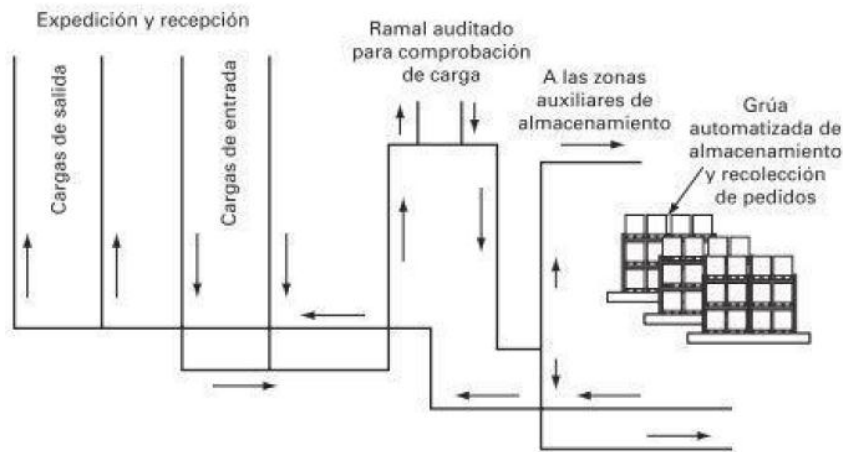 Expedición y recepción
Cargas de salida
Cargas de entrada
Ramal auditado
para comprobación
de carga
A las zonas
auxiliares de
almacenamiento
Grúa
automatizada de
almacenamiento
y recolección
de pedidos